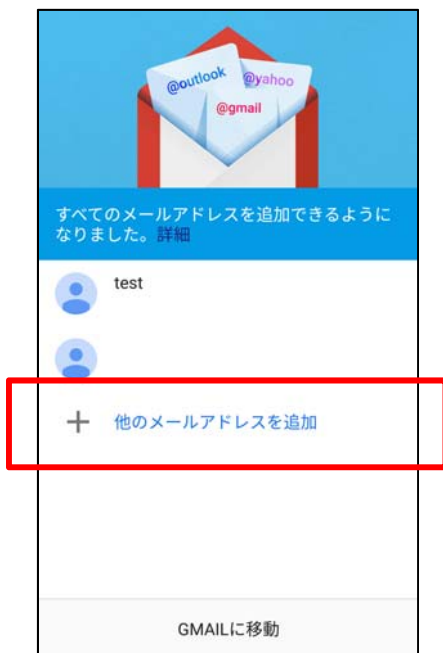 @outlook
@yahoo
@gmail
すべてのメールアドレスを追加できるように
なりました。詳細
test
他のメールアドレスを追加
GMAILに移動